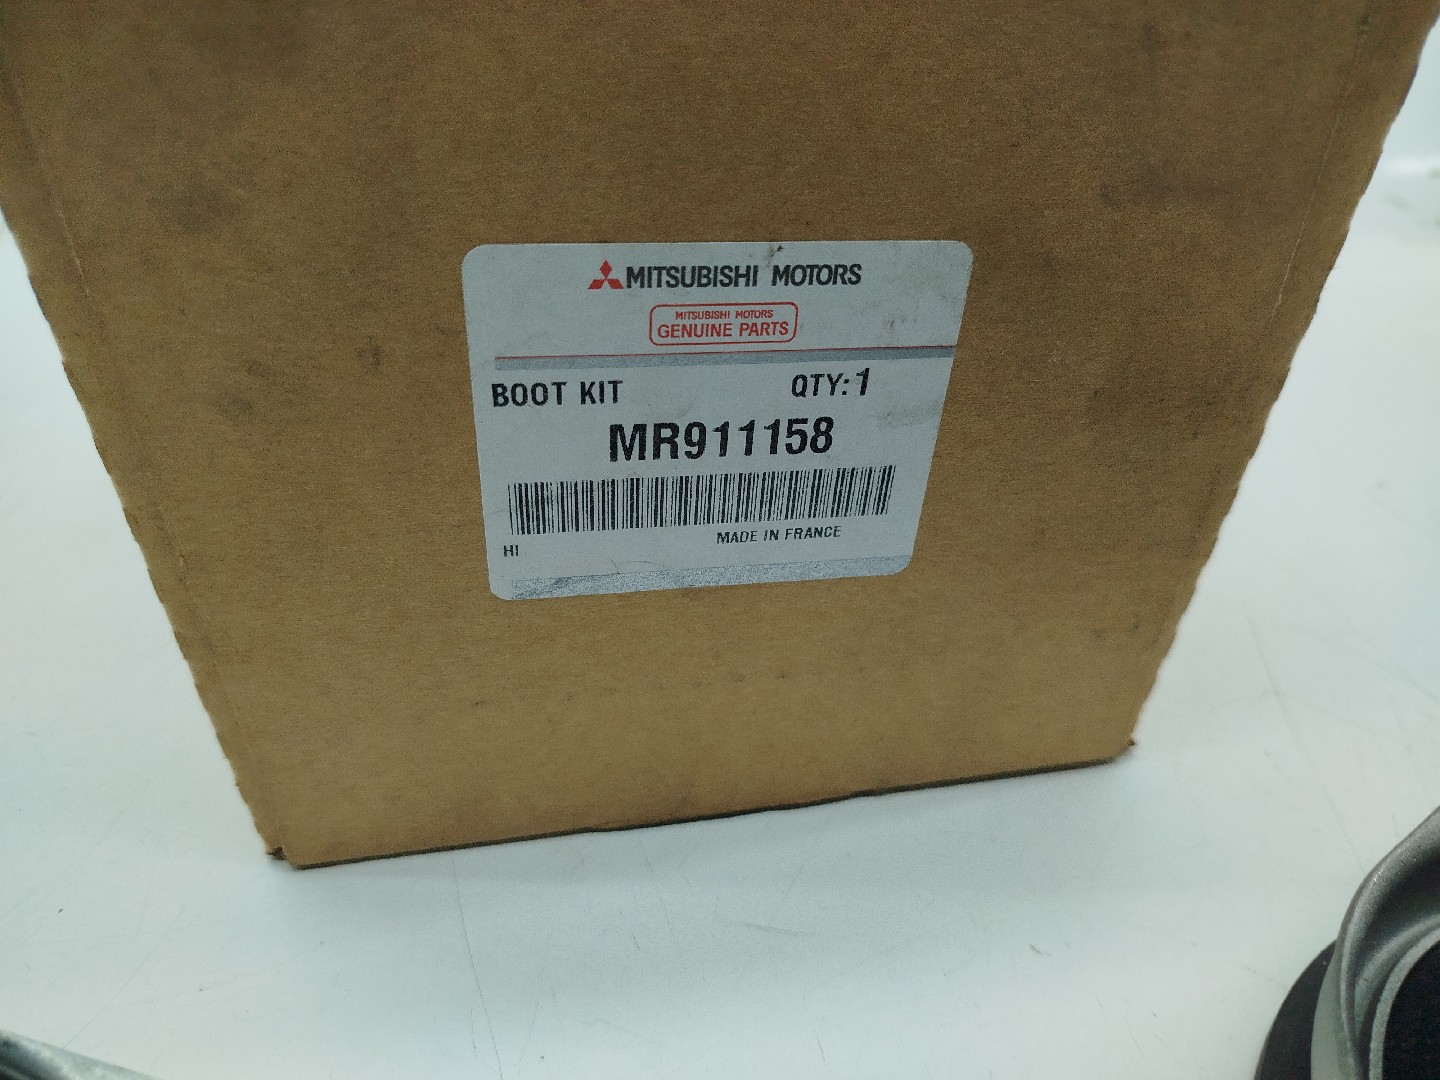 MITSUBISHI MOTORS
MITSUBISHI MOTORS
GENUINE PARTS
BOOT KIT QTY: 1
MR911158
MADE IN FRANCE
HI